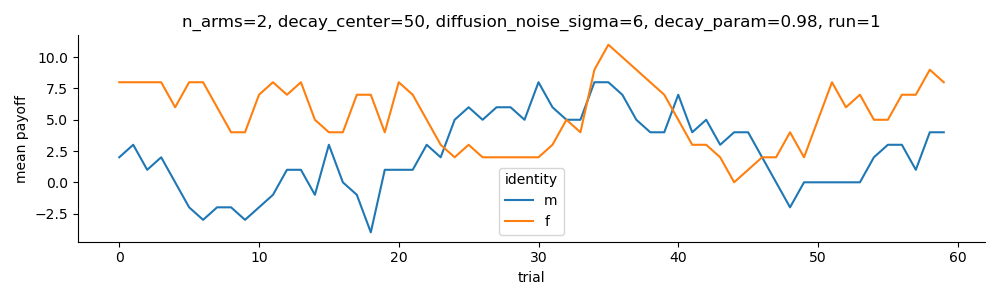 n_arms=2, decay_center=50, diffusion_noise_sigma=6, decay_param=0.98, run=1
mean payoff
10.0
7.5
5.0
2.5
0.0
−2.5
identity
m
f
0 10 20 30 40 50 60
trial